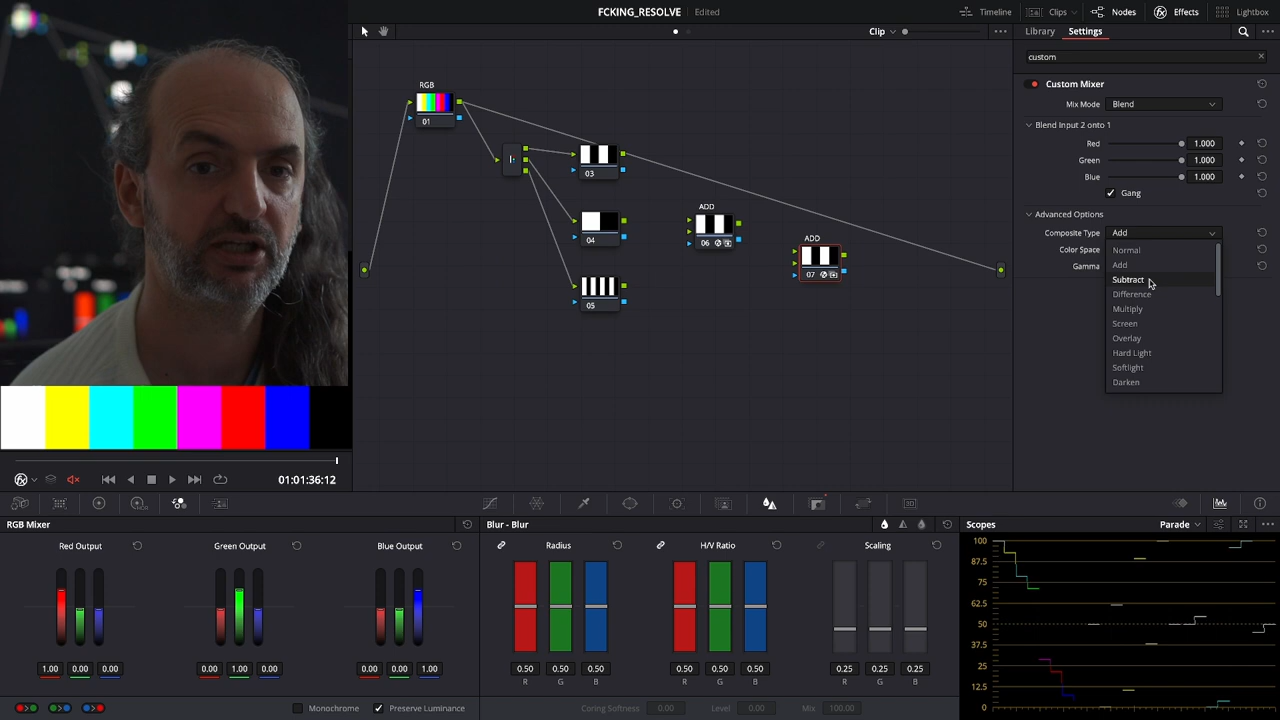 FCKING_RESOLVE Edited
Timeline Clips Nodes Effects Lightbox
Clip
Library Settings
custom
Custom Mixer
Mix Mode Blend
Blend Input 2 onto 1
Red 1.000
Green 1.000
Blue 1.000
Gang
Advanced Options
Composite Type Add
Color Space
Gamma
Normal
Add
Subtract
Difference
Multiply
Screen
Overlay
Hard Light
Softlight
Darken
RGB
01
03
04
05
ADD
06
ADD
07
01:01:36:12
RGB Mixer
Red Output Green Output Blue Output
1.00 0.00 0.00 0.00 1.00 0.00 0.00 0.00 1.00
Monochrome Preserve Luminance
Blur - Blur
Radius H/V Ratio Scaling
0.50 0.50 0.50 0.50 0.50 0.50 0.25 0.25 0.25
R G B R G B R G B
Coring Softness 0.00 Level 0.00 Mix 100.00
Scopes Parade
100
87.5
75
62.5
50
37.5
25
12.5
0